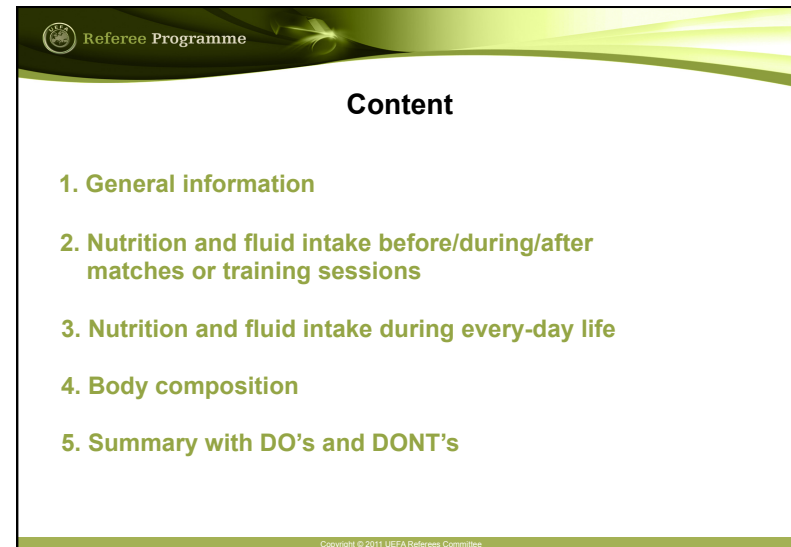 UEFA
Referee Programme
Content
1. General information
2. Nutrition and fluid intake before/during/after
matches or training sessions
3. Nutrition and fluid intake during every-day life
4. Body composition
5. Summary with DO’s and DONT’s
Copyright © 2011 UEFA Referees Committee